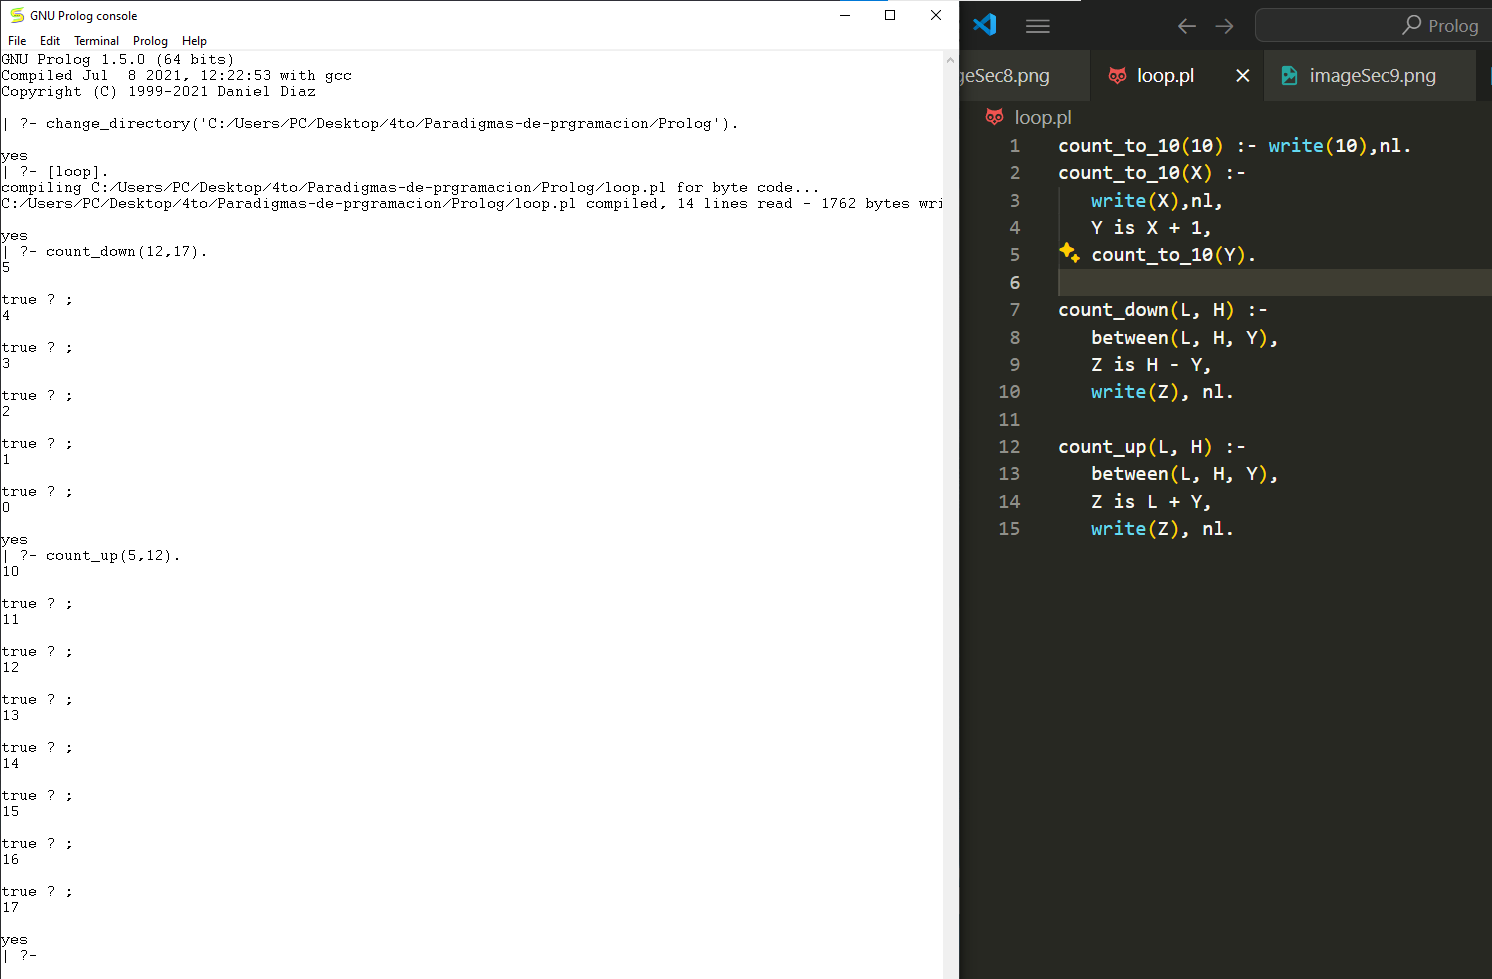 GNU Prolog console
File Edit Terminal Prolog Help
GNU Prolog 1.5.0 (64 bits)
Compiled Jul  8 2021, 12:22:53 with gcc
Copyright (C) 1999-2021 Daniel Diaz
| ?- change_directory('C:/Users/PC/Desktop/4to/Paradigmas-de-prgramacion/Prolog').
yes
| ?- [loop].
compiling C:/Users/PC/Desktop/4to/Paradigmas-de-prgramacion/Prolog/loop.pl for byte code...
C:/Users/PC/Desktop/4to/Paradigmas-de-prgramacion/Prolog/loop.pl compiled, 14 lines read - 1762 bytes wri
yes
| ?- count_down(12,17).
5
true ? ;
4
true ? ;
3
true ? ;
2
true ? ;
1
true ? ;
0
yes
| ?- count_up(5,12).
10
true ? ;
11
true ? ;
12
true ? ;
13
true ? ;
14
true ? ;
15
true ? ;
16
true ? ;
17
yes
| ?-
Prolog
geSec8.png loop.pl imageSec9.png
loop.pl
1 count_to_10(10) :- write(10),nl.
2 count_to_10(X) :-
3 write(X),nl,
4 Y is X + 1,
5 count_to_10(Y).
6
7 count_down(L, H) :-
8 between(L, H, Y),
9 Z is H - Y,
10 write(Z), nl.
11
12 count_up(L, H) :-
13 between(L, H, Y),
14 Z is L + Y,
15 write(Z), nl.